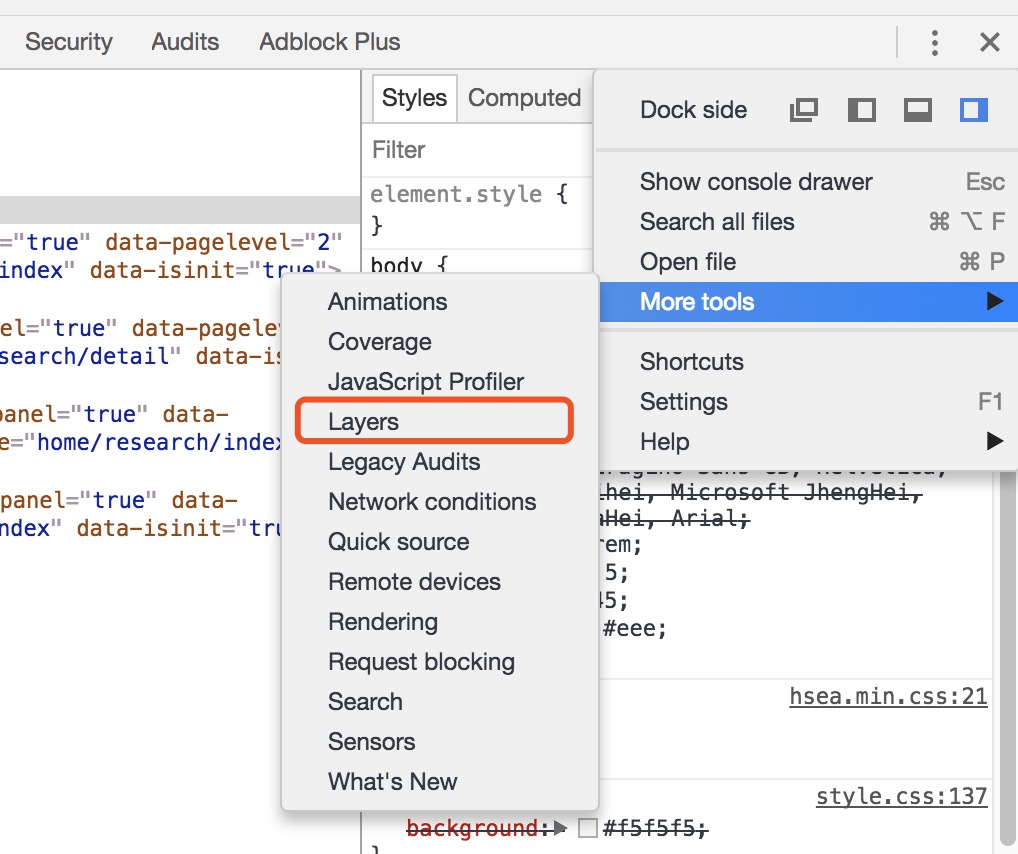 Security Audits Adblock Plus
Styles Computed
Filter
element.style {
}
body {
="true" data-pagelevel="2"
index" data-isinit="true">
el="true" data-pagelev
search/detail" data-is
panel="true" data-
e="home/research/index
panel="true" data-
ndex" data-isinit="tru
Dock side
Show console drawer Esc
Search all files ⌘ ⌥ F
Open file ⌘ P
More tools ▶
Shortcuts
Settings F1
Help ▶
Animations
Coverage
JavaScript Profiler
Layers
Legacy Audits
Network conditions
Quick source
Remote devices
Rendering
Request blocking
Search
Sensors
What's New
Sans GB, Helvetica,
ihei, Microsoft JhengHei,
Hei, Arial;
rem;
5;
45;
#eee;
hsea.min.css:21
style.css:137
background:▶ #f5f5f5;
}